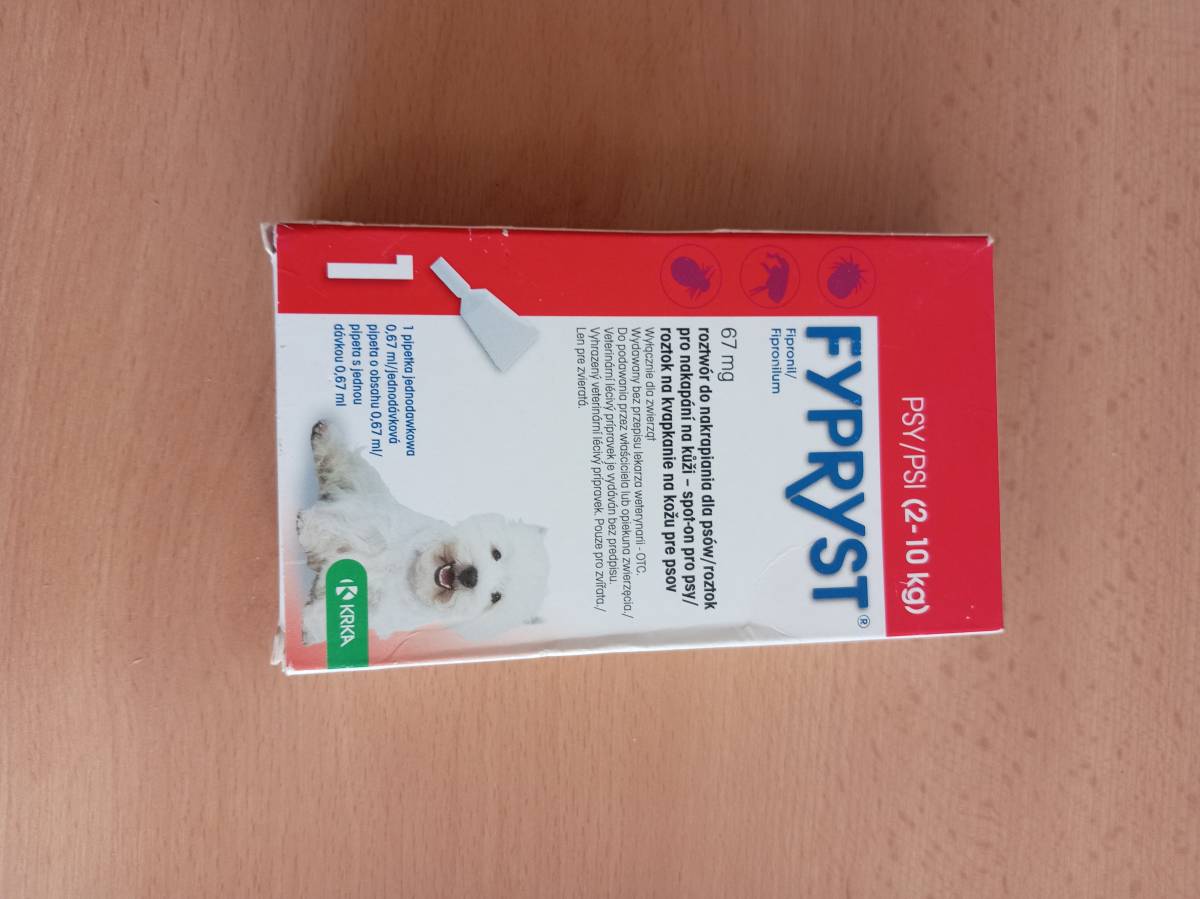 PSY/PSI (2-10 kg)
FYPRYST®
Fipronil/
Fipronilum
67 mg
roztwór do nakrapiania dla psów/roztok
pro nakapání na kůži – spot-on pro psy/
roztok na kvapkanie na kožu pre psov
Wyłącznie dla zwierząt
Wydawany bez przepisu lekarza weterynarii - OTC.
Do podawania przez właściciela lub opiekuna zwierzęcia./
Veterinární léčivý přípravek je vydáván bez předpisu.
Vyhrazený veterinární léčivý přípravek. Pouze pro zvířata./
Len pre zvieratá.
1
1 pipetka jednodawkowa
0,67 ml/jednodávková
pipeta o obsahu 0,67 ml/
pipeta s jednou
dávkou 0,67 ml
KRKA